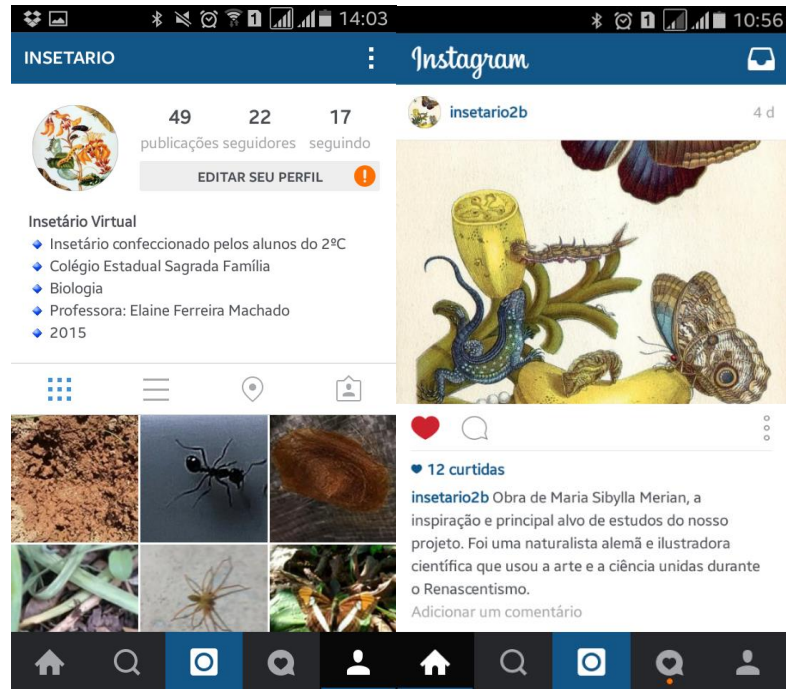 14:03
INSETARIO
49 22 17
publicações seguidores seguindo
EDITAR SEU PERFIL
Insetário Virtual
Insetário confeccionado pelos alunos do 2ºC
Colégio Estadual Sagrada Família
Biologia
Professora: Elaine Ferreira Machado
2015
1 10:56
Instagram
insetario2b 4 d
12 curtidas
insetario2b Obra de Maria Sibylla Merian, a
inspiração e principal alvo de estudos do nosso
projeto. Foi uma naturalista alemã e ilustradora
científica que usou a arte e a ciência unidas durante
o Renascentismo.
Adicionar um comentário